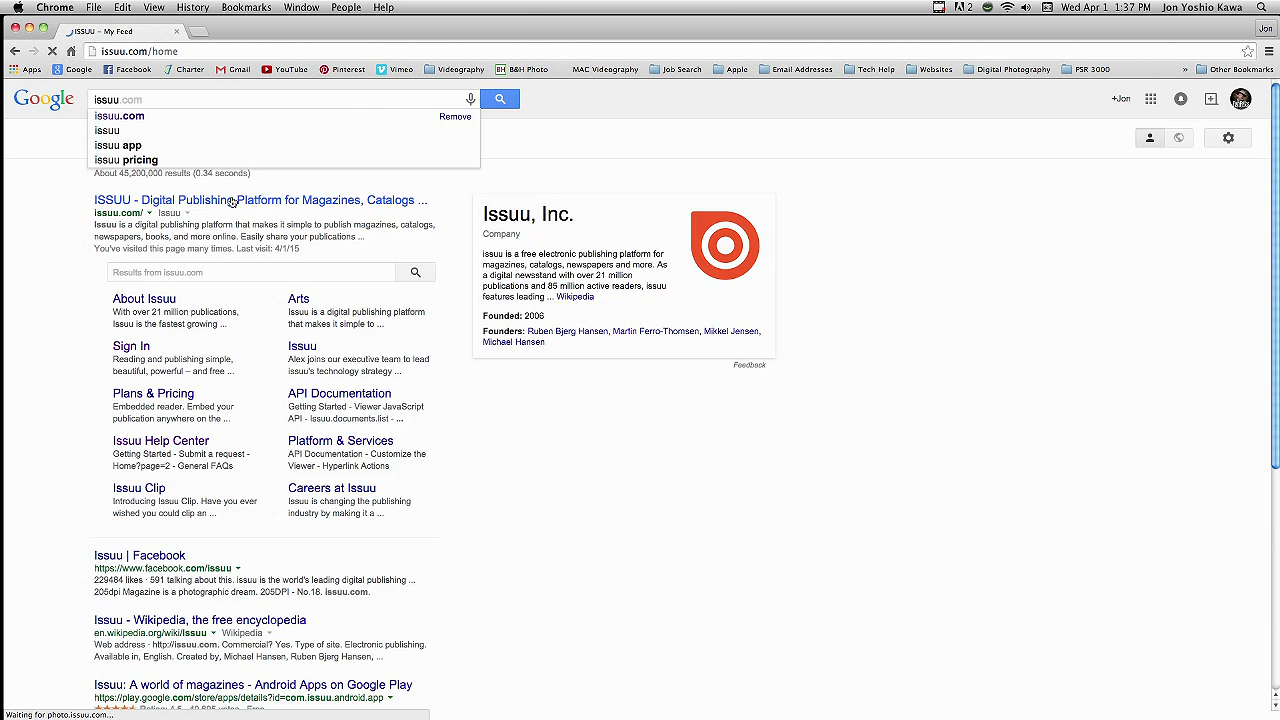 Chrome File Edit View History Bookmarks Window People Help
2 Wed Apr 1 1:37 PM Jon Yoshio Kawa
ISSUU - My Feed
Jon
issuu.com/home
Apps Google Facebook Charter Gmail YouTube Pinterest Vimeo Videography B&H Photo MAC Videography Job Search Apple Email Addresses Tech Help Websites Digital Photography PSR 3000 » Other Bookmarks
Google issuu.com +Jon
issuu.com Remove
issuu
issuu app
issuu pricing
About 45,200,000 results (0.34 seconds)
ISSUU - Digital Publishing Platform for Magazines, Catalogs ...
issuu.com/ Issuu
Issuu is a digital publishing platform that makes it simple to publish magazines, catalogs,
newspapers, books, and more online. Easily share your publications ...
You've visited this page many times. Last visit: 4/1/15
Results from issuu.com
About Issuu
With over 21 million publications,
Issuu is the fastest growing ...
Arts
Issuu is a digital publishing platform
that makes it simple to ...
Sign In
Reading and publishing simple,
beautiful, powerful – and free ...
Issuu
Alex joins our executive team to lead
issuu's technology strategy ...
Plans & Pricing
Embedded reader. Embed your
publication anywhere on the ...
API Documentation
Getting Started - Viewer JavaScript
API - Issuu.documents.list - ...
Issuu Help Center
Getting Started - Submit a request -
Home?page=2 - General FAQs
Platform & Services
API Documentation - Customize the
Viewer - Hyperlink Actions
Issuu Clip
Introducing Issuu Clip. Have you ever
wished you could clip an ...
Careers at Issuu
Issuu is changing the publishing
industry by making it a ...
Issuu | Facebook
https://www.facebook.com/issuu
229484 likes · 591 talking about this. issuu is the world's leading digital publishing ...
205dpi Magazine is a photographic dream. 205DPI - No.18. issuu.com.
Issuu - Wikipedia, the free encyclopedia
en.wikipedia.org/wiki/Issuu Wikipedia
Web address · http://issuu.com. Commercial? Yes. Type of site. Electronic publishing.
Available in, English. Created by, Michael Hansen, Ruben Bjerg Hansen, ...
Issuu: A world of magazines - Android Apps on Google Play
https://play.google.com/store/apps/details?id=com.issuu.android.app
Waiting for photo.issuu.com...
Issuu, Inc.
Company
issuu is a free electronic publishing platform for
magazines, catalogs, newspapers and more. As
a digital newsstand with over 21 million
publications and 85 million active readers, issuu
features leading ... Wikipedia
Founded: 2006
Founders: Ruben Bjerg Hansen, Martin Ferro-Thomsen, Mikkel Jensen,
Michael Hansen
Feedback